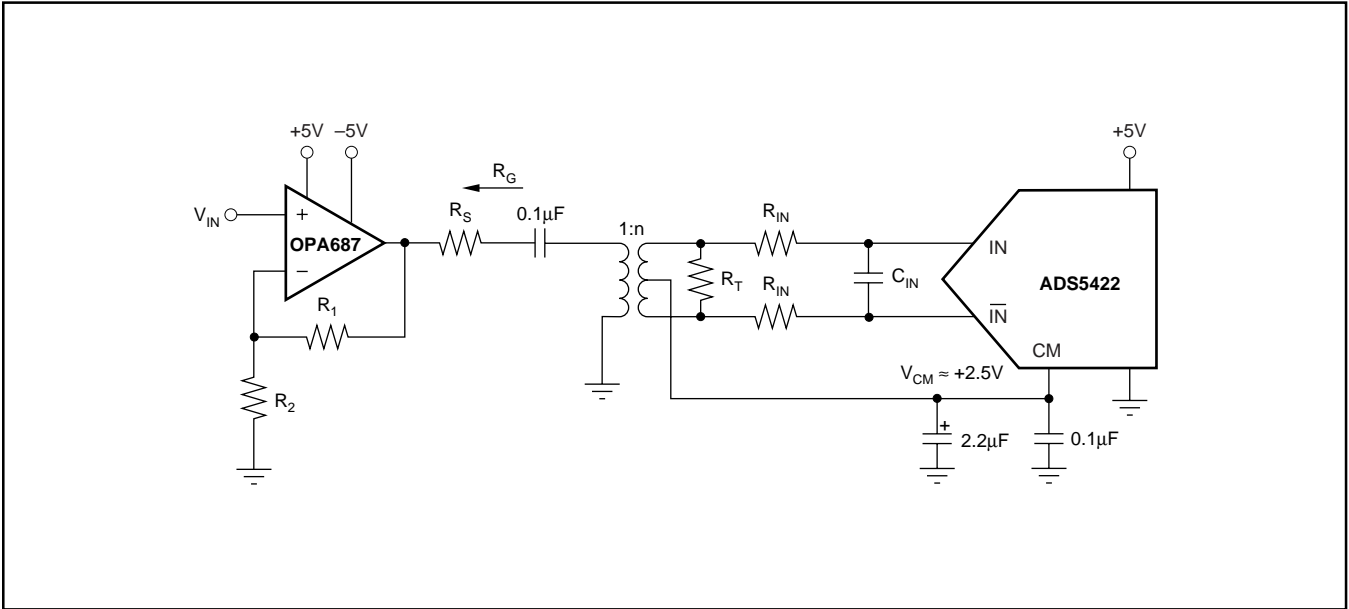 +5V –5V
+5V
R_G
V_IN
+
–
OPA687
R_S
0.1µF
1:n
R_IN
R_T
R_IN
C_IN
IN
IN̅
ADS5422
CM
R_1
R_2
V_CM ≈ +2.5V
+
2.2µF
0.1µF